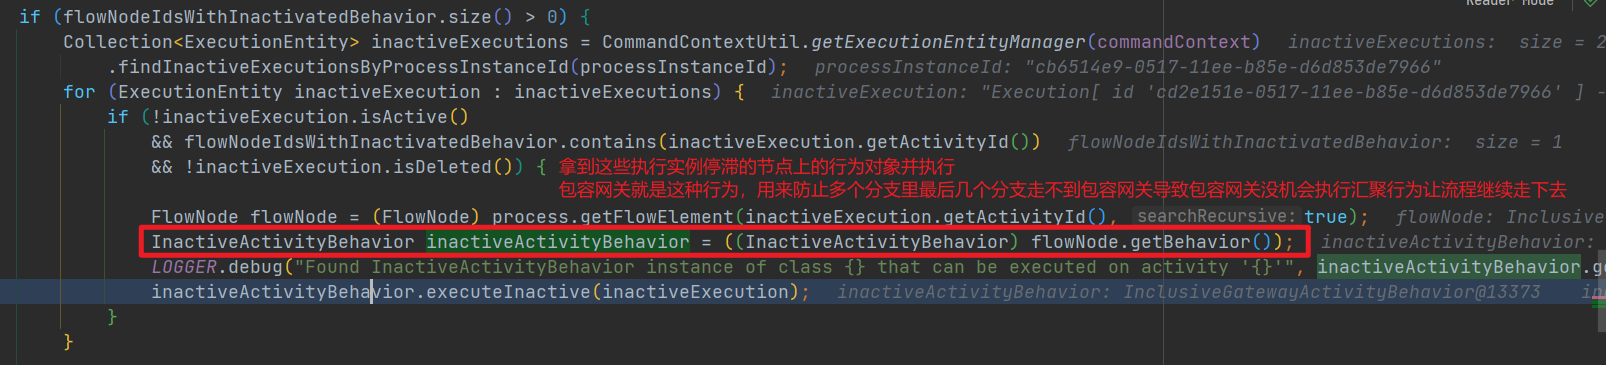 Reader Mode
if (flowNodeIdsWithInactivatedBehavior.size() > 0) {
Collection<ExecutionEntity> inactiveExecutions = CommandContextUtil.getExecutionEntityManager(commandContext) inactiveExecutions: size = 2
.findInactiveExecutionsByProcessInstanceId(processInstanceId); processInstanceId: "cb6514e9-0517-11ee-b85e-d6d853de7966"
for (ExecutionEntity inactiveExecution : inactiveExecutions) { inactiveExecution: "Execution[ id 'cd2e151e-0517-11ee-b85e-d6d853de7966' ] -
if (!inactiveExecution.isActive()
&& flowNodeIdsWithInactivatedBehavior.contains(inactiveExecution.getActivityId()) flowNodeIdsWithInactivatedBehavior: size = 1
&& !inactiveExecution.isDeleted()) { 拿到这些执行实例停滞的节点上的行为对象并执行
包容网关就是这种行为，用来防止多个分支里最后几个分支走不到包容网关导致包容网关没机会执行汇聚行为让流程继续走下去
FlowNode flowNode = (FlowNode) process.getFlowElement(inactiveExecution.getActivityId(), searchRecursive: true); flowNode: Inclusive
InactiveActivityBehavior inactiveActivityBehavior = ((InactiveActivityBehavior) flowNode.getBehavior()); inactiveActivityBehavior:
LOGGER.debug("Found InactiveActivityBehavior instance of class {} that can be executed on activity '{}'", inactiveActivityBehavior.ge
inactiveActivityBehavior.executeInactive(inactiveExecution); inactiveActivityBehavior: InclusiveGatewayActivityBehavior@13373 in
}
}